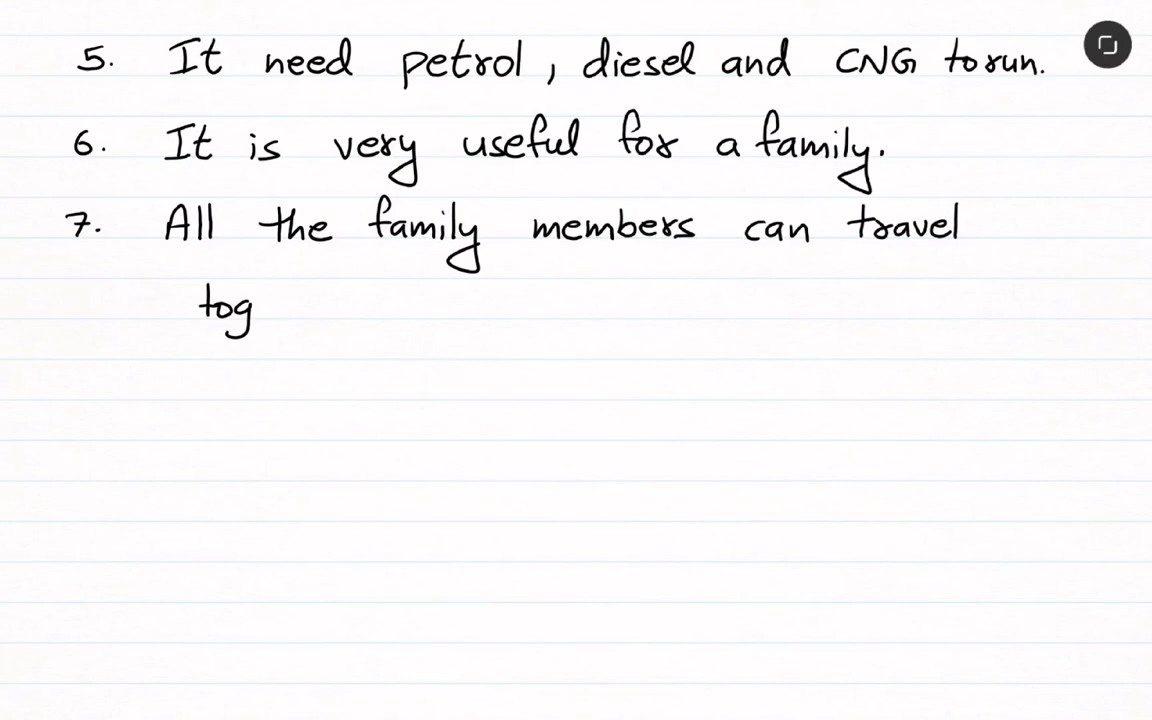 5. It need petrol, diesel and CNG to run.
6. It is very useful for a family.
7. All the family members can travel
tog